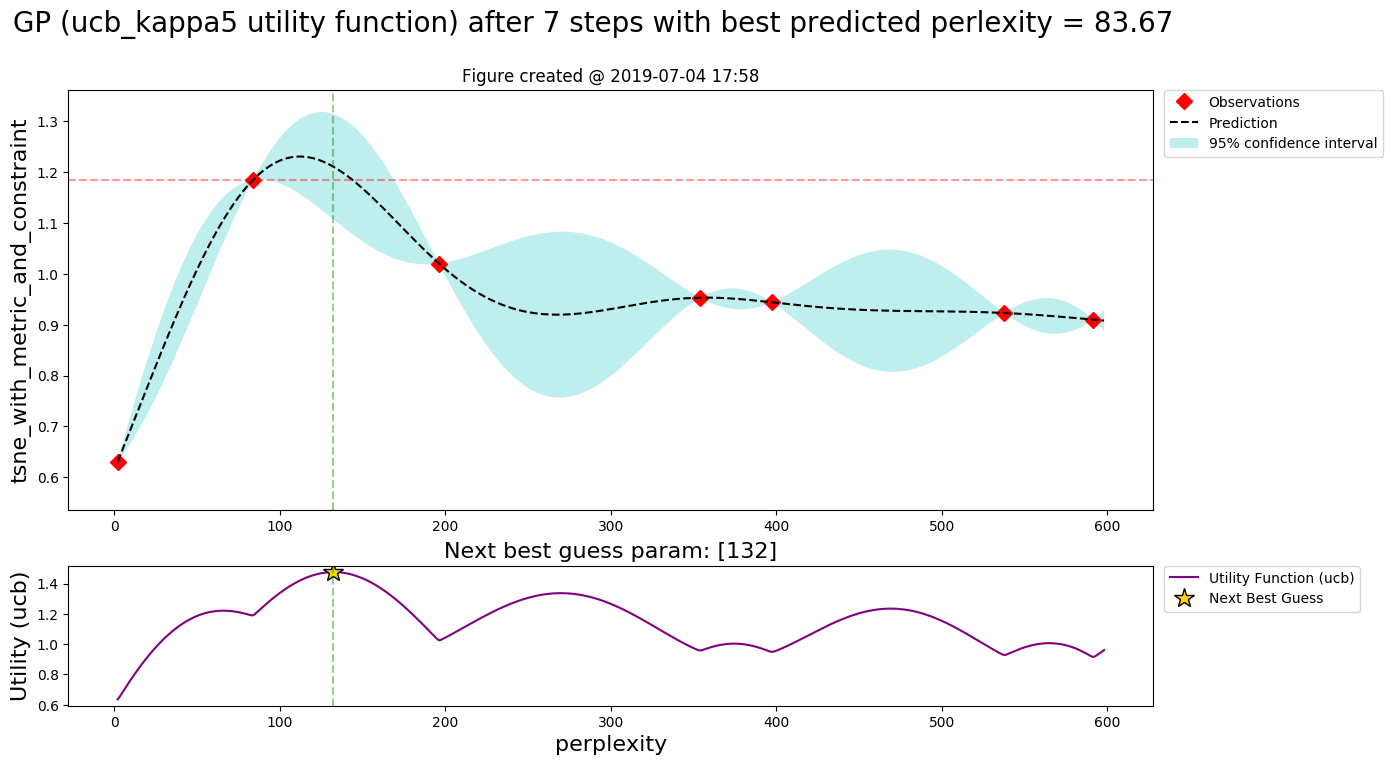 GP (ucb_kappa5 utility function) after 7 steps with best predicted perlexity = 83.67
Figure created @ 2019-07-04 17:58
tsne_with_metric_and_constraint
1.3
1.2
1.1
1.0
0.9
0.8
0.7
0.6
0 100 200 300 400 500 600
Observations
Prediction
95% confidence interval
Next best guess param: [132]
Utility (ucb)
1.4
1.2
1.0
0.8
0.6
0 100 200 300 400 500 600
perplexity
Utility Function (ucb)
Next Best Guess